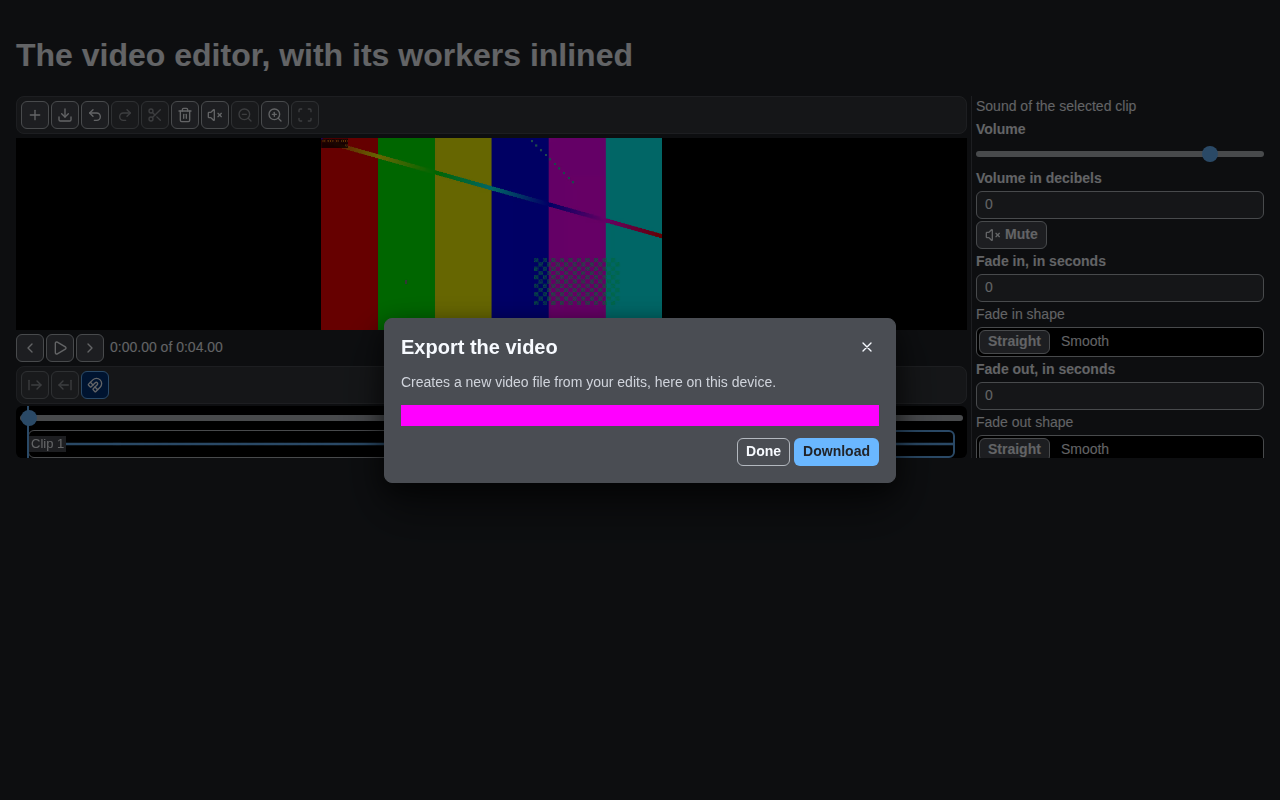 The video editor, with its workers inlined
Sound of the selected clip
Volume
Volume in decibels
0
Mute
Fade in, in seconds
0
Fade in shape
Straight Smooth
Fade out, in seconds
0
Fade out shape
Straight Smooth
0:00.00 of 0:04.00
Clip 1
Export the video
Creates a new video file from your edits, here on this device.
Done Download